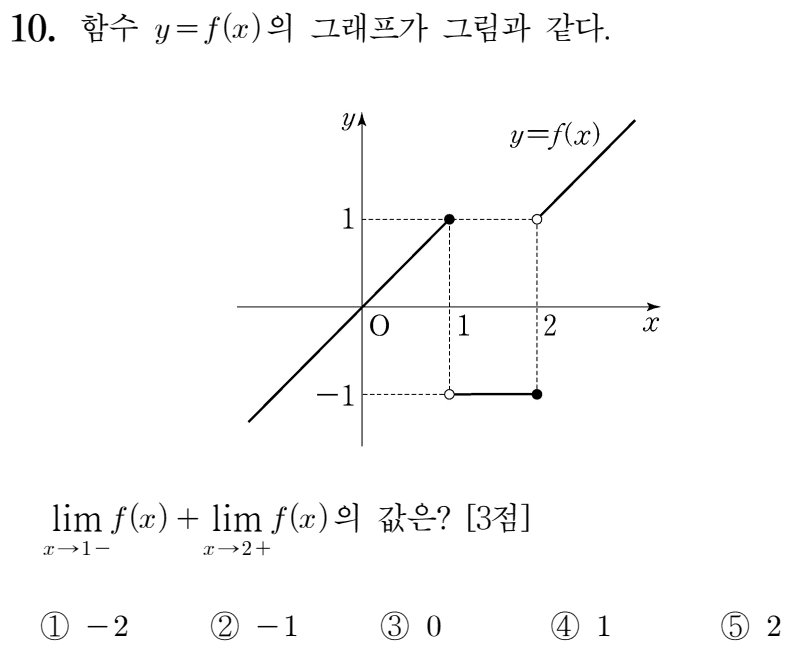 10. 함수 y=f(x)의 그래프가 그림과 같다.
y
y=f(x)
1
O 1 2 x
−1
lim f(x) + lim f(x)의 값은? [3점]
x→1− x→2+
① −2 ② −1 ③ 0 ④ 1 ⑤ 2